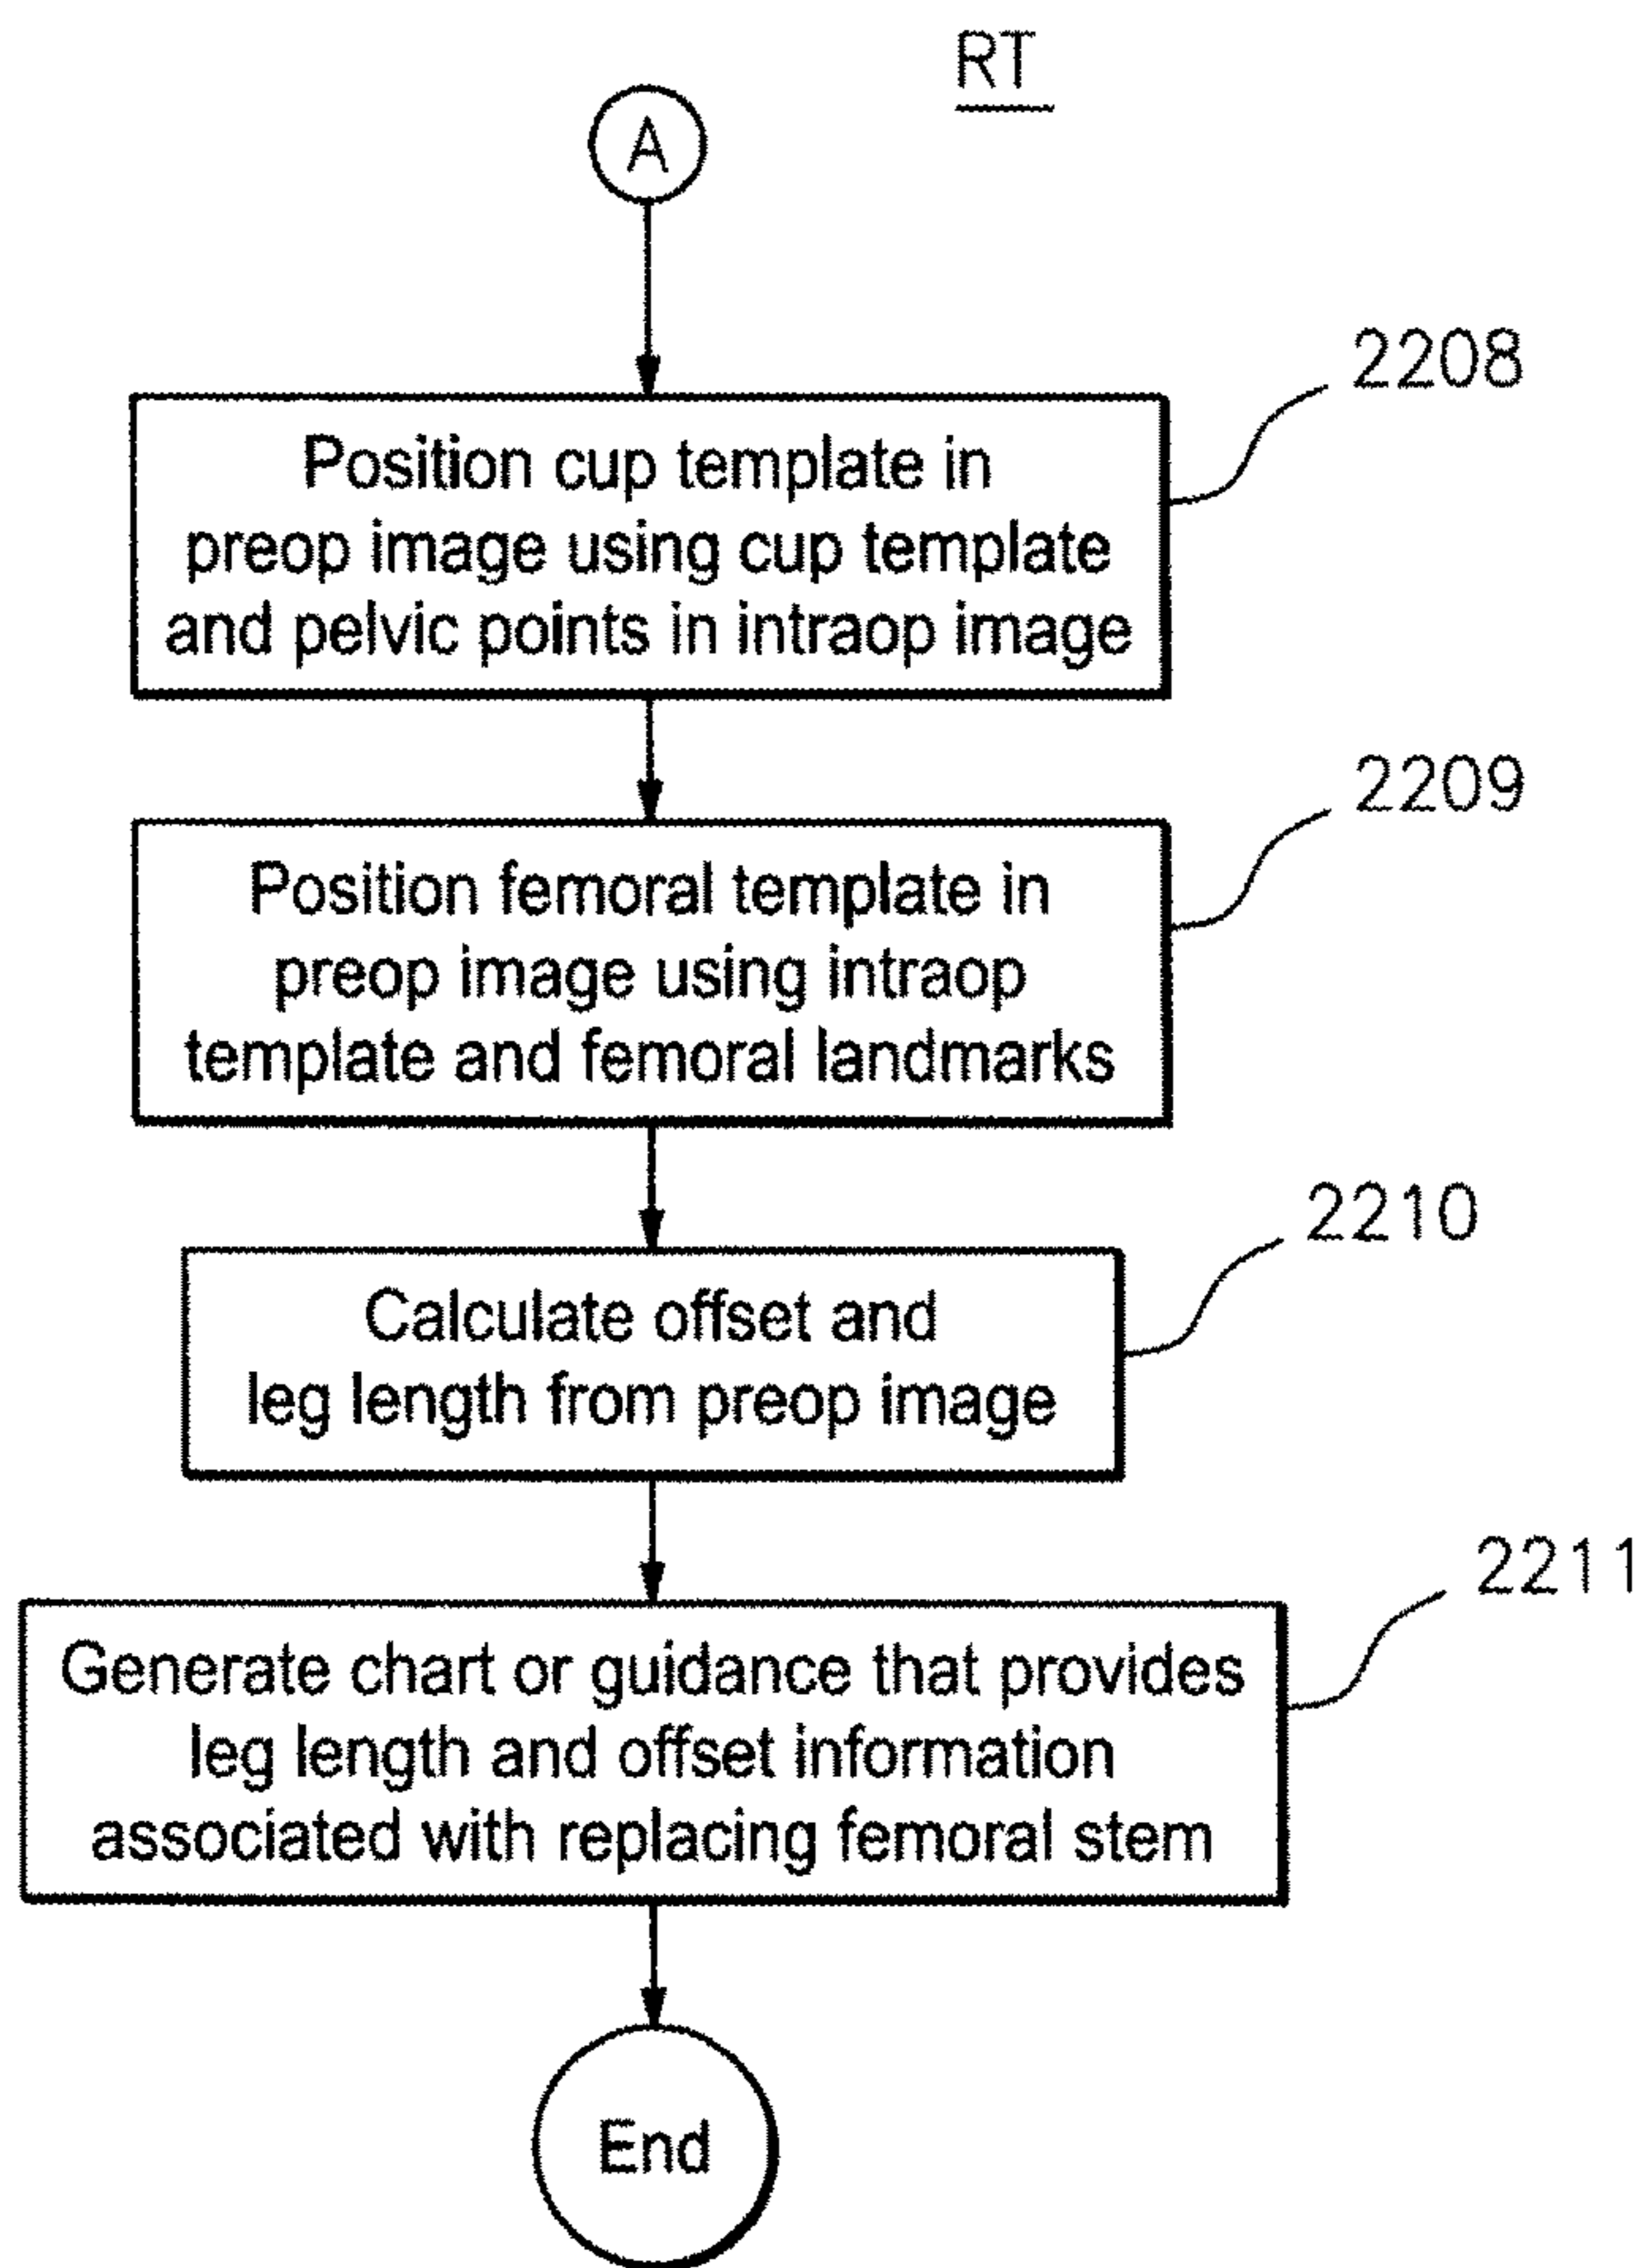 RT
A
2208
Position cup template in
preop image using cup template
and pelvic points in intraop image
2209
Position femoral template in
preop image using intraop
template and femoral landmarks
2210
Calculate offset and
leg length from preop image
2211
Generate chart or guidance that provides
leg length and offset information
associated with replacing femoral stem
End